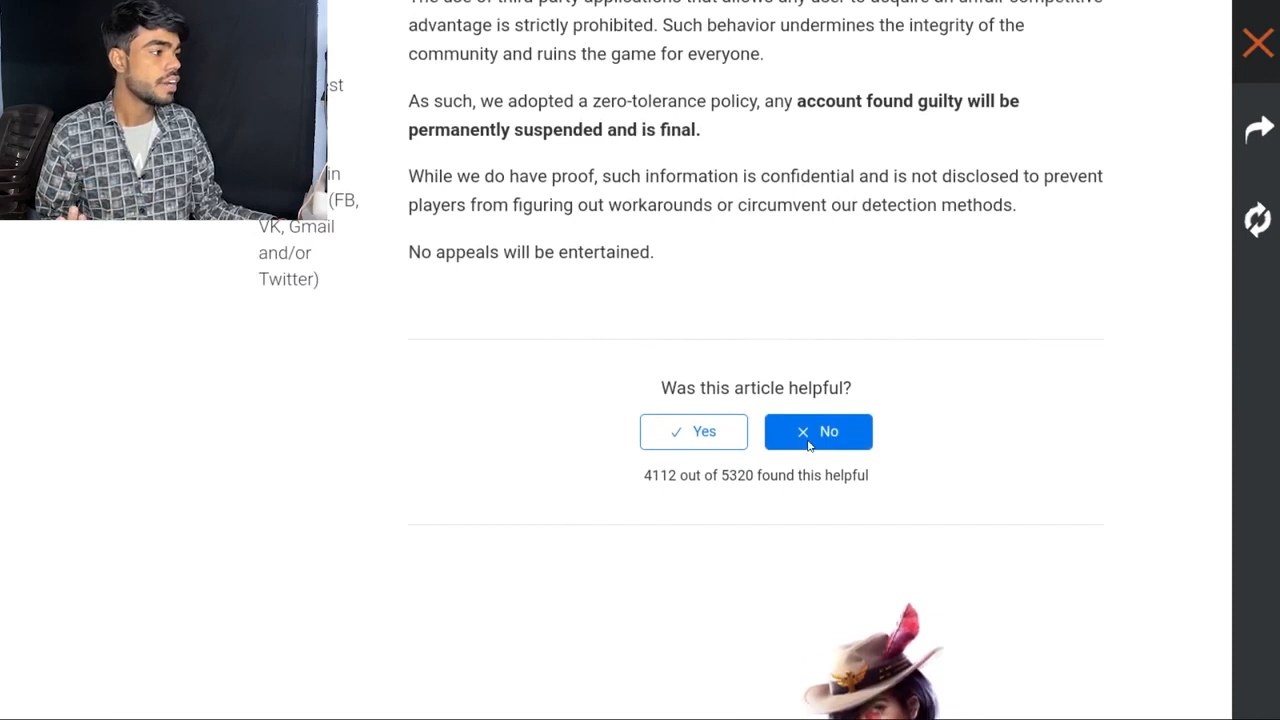 advantage is strictly prohibited. Such behavior undermines the integrity of the
community and ruins the game for everyone.
As such, we adopted a zero-tolerance policy, any account found guilty will be
permanently suspended and is final.
While we do have proof, such information is confidential and is not disclosed to prevent
players from figuring out workarounds or circumvent our detection methods.
No appeals will be entertained.
in
(FB,
VK, Gmail
and/or
Twitter)
Was this article helpful?
Yes
No
4112 out of 5320 found this helpful